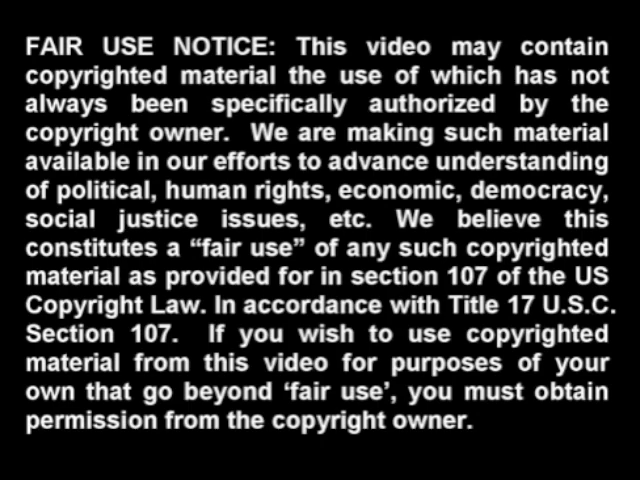 FAIR USE NOTICE: This video may contain
copyrighted material the use of which has not
always been specifically authorized by the
copyright owner. We are making such material
available in our efforts to advance understanding
of political, human rights, economic, democracy,
social justice issues, etc. We believe this
constitutes a “fair use” of any such copyrighted
material as provided for in section 107 of the US
Copyright Law. In accordance with Title 17 U.S.C.
Section 107. If you wish to use copyrighted
material from this video for purposes of your
own that go beyond ‘fair use’, you must obtain
permission from the copyright owner.